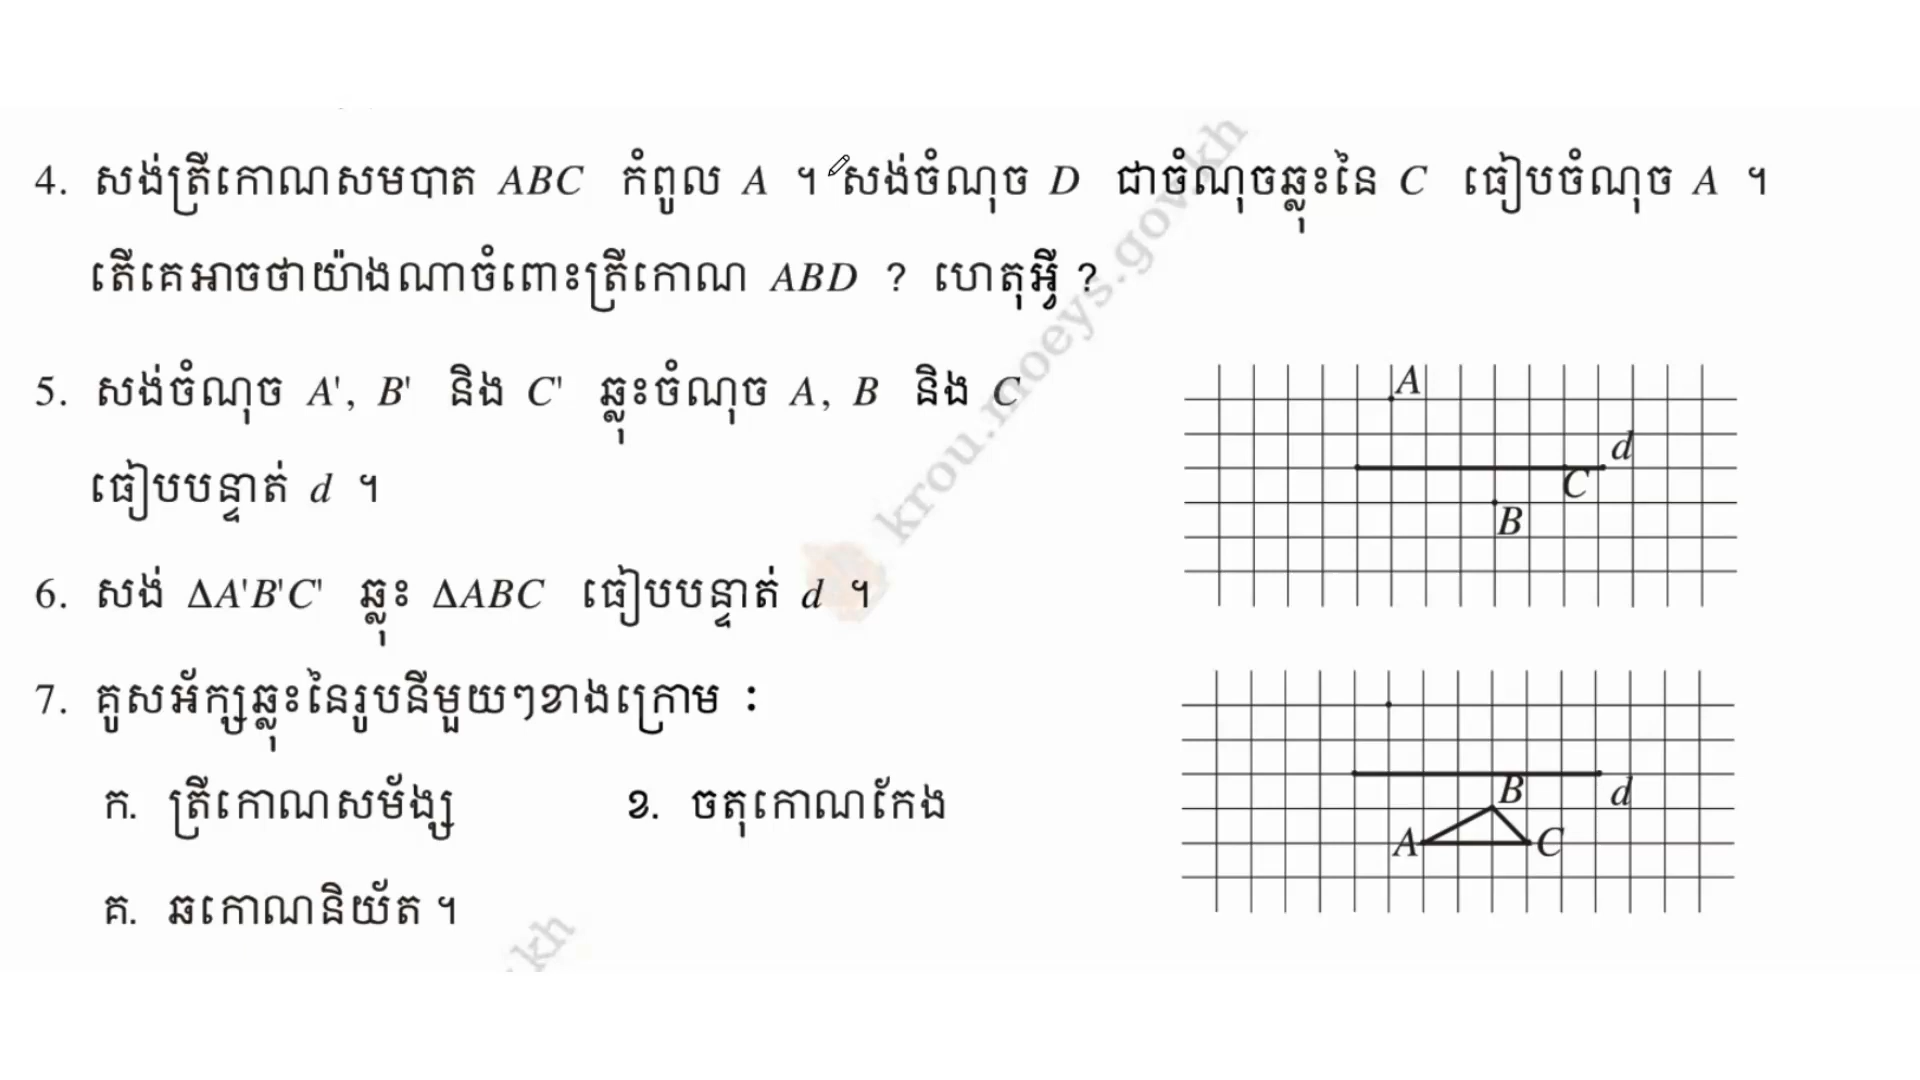 4. សង់ត្រីកោណសមបាត ABC កំពូល A ។ សង់ចំណុច D ជាចំណុចឆ្លុះនៃ C ធៀបចំណុច A ។
តើគេអាចថាយ៉ាងណាចំពោះត្រីកោណ ABD ? ហេតុអ្វី ?
5. សង់ចំណុច A', B' និង C' ឆ្លុះចំណុច A, B និង C
ធៀបបន្ទាត់ d ។
A
d
C
B
6. សង់ ΔA'B'C' ឆ្លុះ ΔABC ធៀបបន្ទាត់ d ។
7. គូសអ័ក្សឆ្លុះនៃរូបនីមួយៗខាងក្រោម ៈ
ក. ត្រីកោណសម័ង្ស ខ. ចតុកោណកែង
គ. ឆកោណនិយ័ត ។
B
d
A
C
krou.moeys.gov.kh
.kh